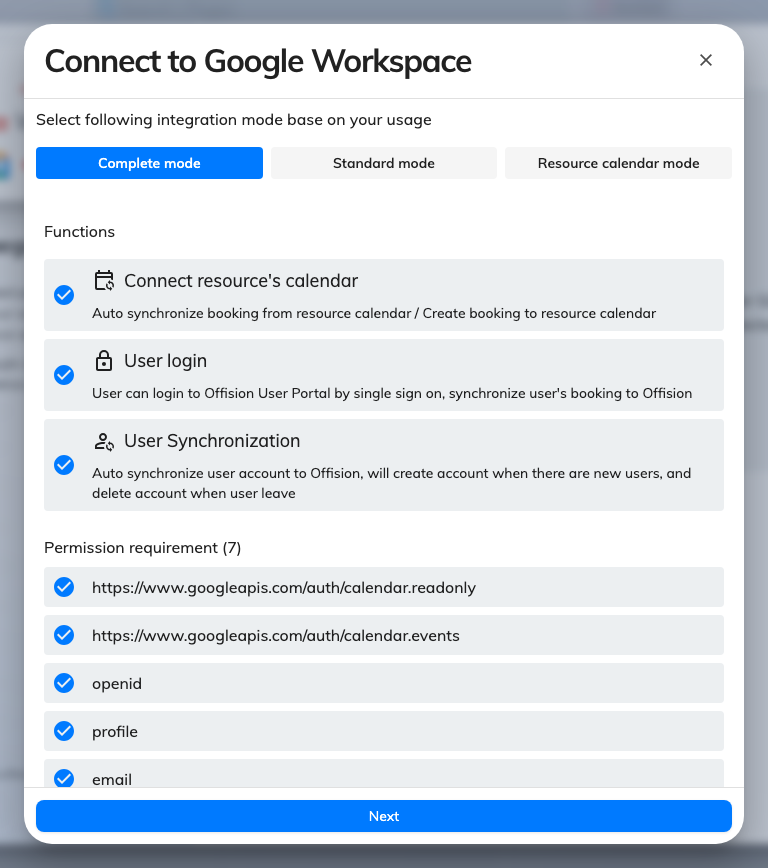 Connect to Google Workspace
Select following integration mode base on your usage
Complete mode
Standard mode
Resource calendar mode
Functions
Connect resource's calendar
Auto synchronize booking from resource calendar / Create booking to resource calendar
User login
User can login to Offision User Portal by single sign on, synchronize user's booking to Offision
User Synchronization
Auto synchronize user account to Offision, will create account when there are new users, and
delete account when user leave
Permission requirement (7)
https://www.googleapis.com/auth/calendar.readonly
https://www.googleapis.com/auth/calendar.events
openid
profile
email
Next